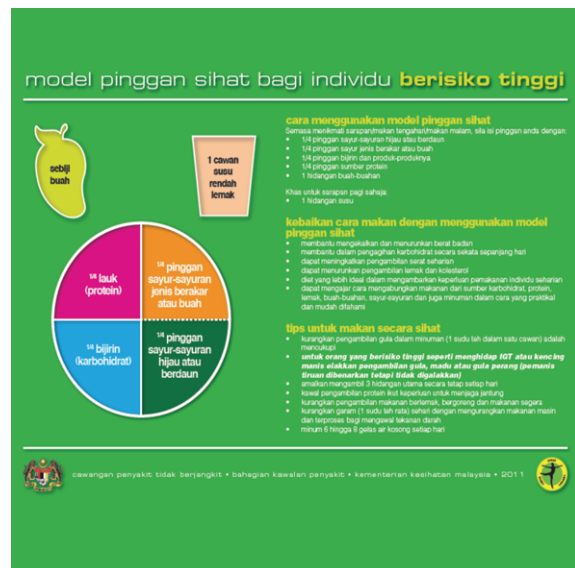 model pinggan sihat bagi individu berisiko tinggi
sebiji
buah
1 cawan
susu
rendah
lemak
1/4 lauk
(protein)
1/4 pinggan
sayur-sayuran
jenis berakar
atau buah
1/4 bijirin
(karbohidrat)
1/4 pinggan
sayur-sayuran
hijau atau
berdaun
cara menggunakan model pinggan sihat
Semasa menikmati sarapan/makan tengahari/makan malam, sila isi pinggan anda dengan:
• 1/4 pinggan sayur-sayuran hijau atau berdaun
• 1/4 pinggan sayur jenis berakar atau buah
• 1/4 pinggan bijirin dan produk-produknya
• 1/4 pinggan sumber protein
• 1 hidangan buah-buahan
Khas untuk sarapan pagi sahaja:
• 1 hidangan susu
kebaikan cara makan dengan menggunakan model
pinggan sihat
• membantu mengekalkan dan menurunkan berat badan
• membantu dalam pengagihan karbohidrat secara sekata sepanjang hari
• dapat meningkatkan pengambilan serat seharian
• dapat menurunkan pengambilan lemak dan kolesterol
• diet yang lebih ideal dalam mengambarkan keperluan pemakanan individu seharian
• dapat mengajar cara mengabungkan makanan dari sumber karbohidrat, protein,
lemak, buah-buahan, sayur-sayuran dan juga minuman dalam cara yang praktikal
dan mudah difahami
tips untuk makan secara sihat
• kurangkan pengambilan gula dalam minuman (1 sudu teh dalam satu cawan) adalah
mencukupi
• untuk orang yang berisiko tinggi seperti menghidap IGT atau kencing
manis elakkan pengambilan gula, madu atau gula perang (pemanis
tiruan dibenarkan tetapi tidak digalakkan)
• amalkan mengambil 3 hidangan utama secara tetap setiap hari
• kawal pengambilan protein ikut keperluan untuk menjaga jantung
• kurangkan pengambilan makanan berlemak, bergoreng dan makanan segera
• kurangkan garam (1 sudu teh rata) sehari dengan mengurangkan makanan masin
dan terproses bagi mengawal tekanan darah
• minum 6 hingga 8 gelas air kosong setiap hari
cawangan penyakit tidak berjangkit • bahagian kawalan penyakit • kementerian kesihatan malaysia • 2011